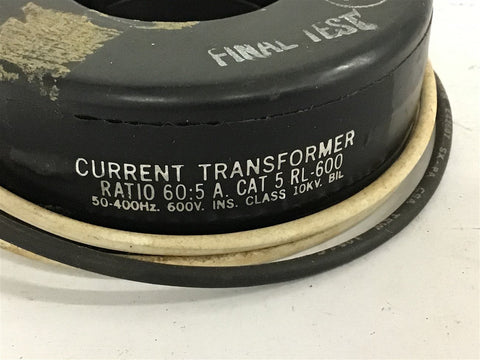 FINAL TEST
CURRENT TRANSFORMER
RATIO 60:5 A. CAT 5 RL-600
50-400HZ. 600V. INS. CLASS 10KV. BIL